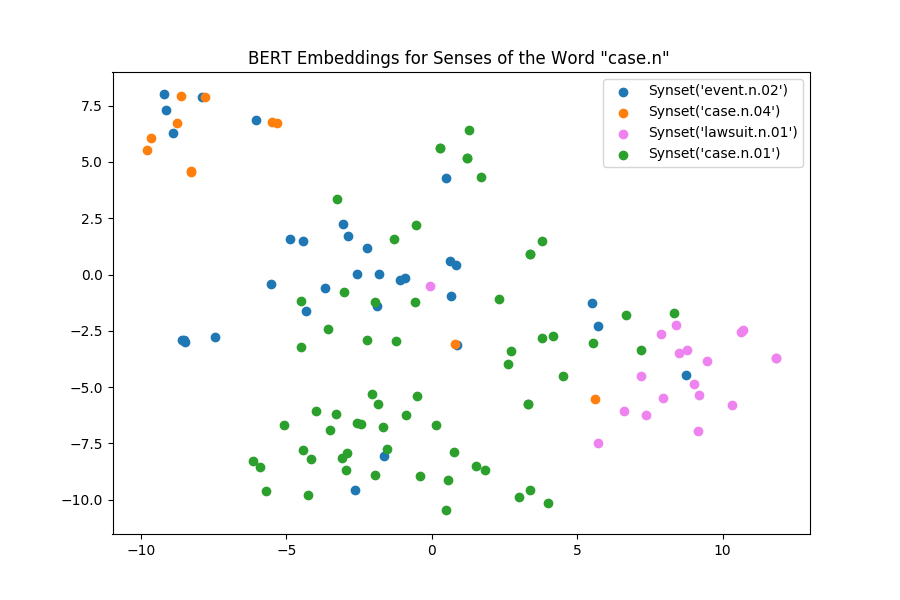 BERT Embeddings for Senses of the Word "case.n"
Synset('event.n.02')
Synset('case.n.04')
Synset('lawsuit.n.01')
Synset('case.n.01')
7.5
5.0
2.5
0.0
−2.5
−5.0
−7.5
−10.0
−10 −5 0 5 10